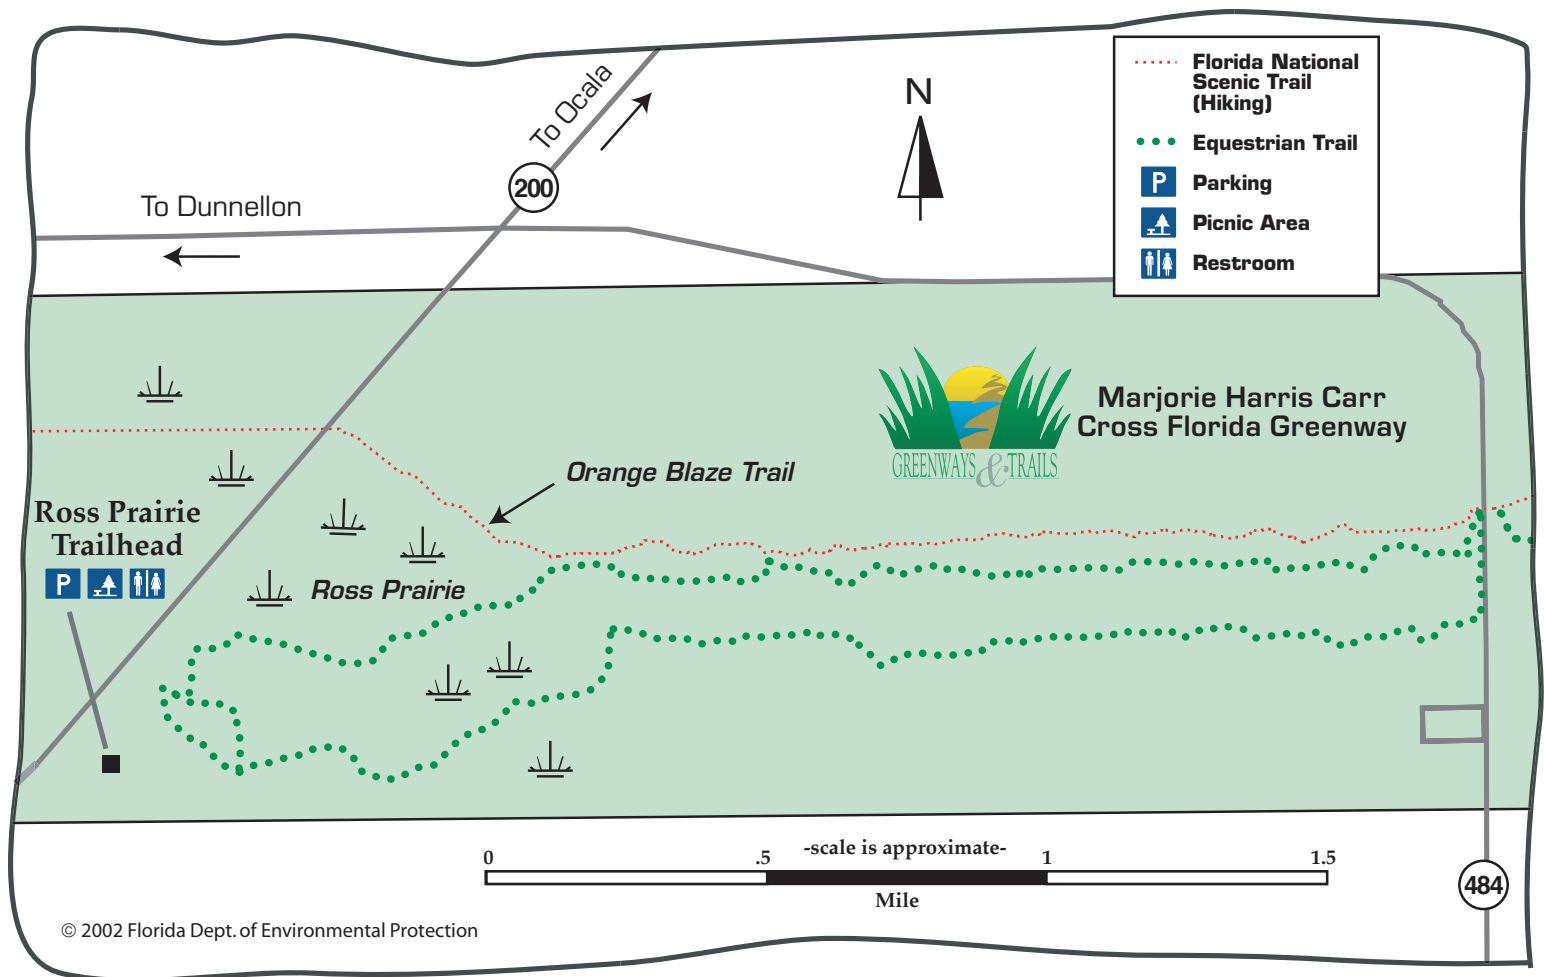 To Ocala
200
To Dunnellon
N
Florida National
Scenic Trail
(Hiking)
Equestrian Trail
P Parking
Picnic Area
Restroom
Marjorie Harris Carr
Cross Florida Greenway
GREENWAYS & TRAILS
Orange Blaze Trail
Ross Prairie
Trailhead
P
Ross Prairie
0 .5 -scale is approximate- 1 1.5
Mile
484
© 2002 Florida Dept. of Environmental Protection